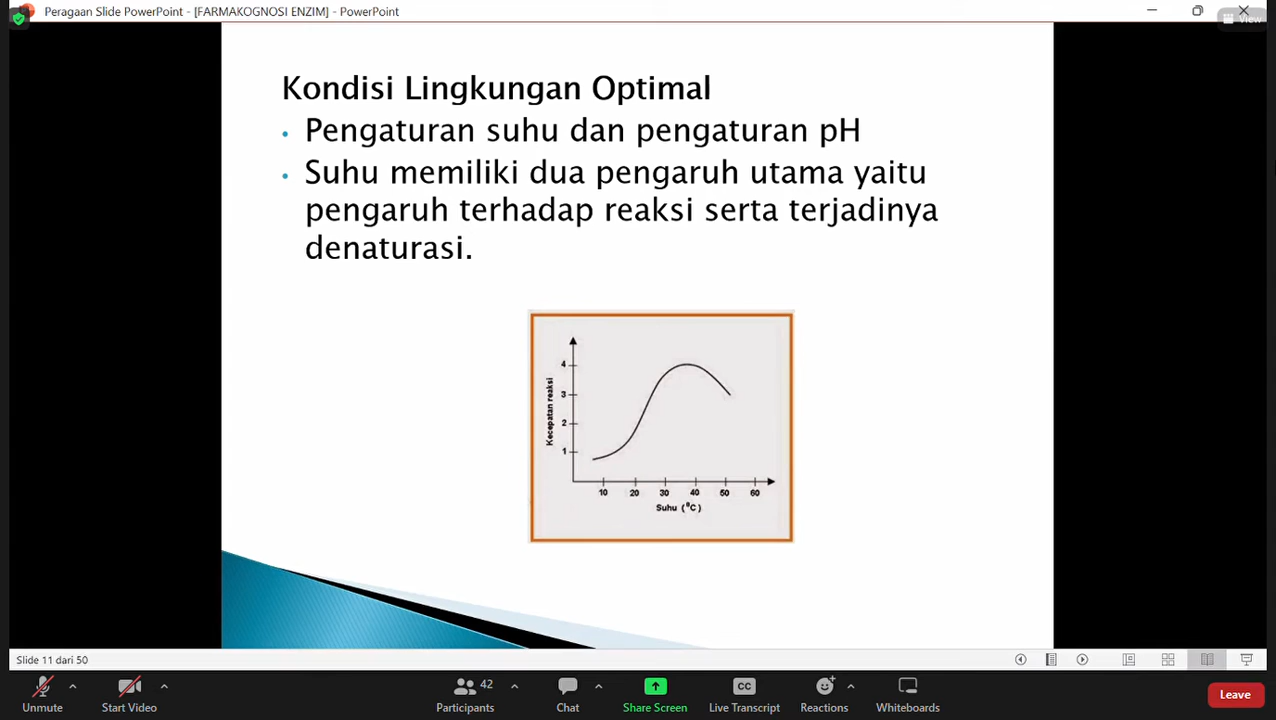 Peragaan Slide PowerPoint - [FARMAKOGNOSI ENZIM] - PowerPoint
View
Kondisi Lingkungan Optimal
• Pengaturan suhu dan pengaturan pH
• Suhu memiliki dua pengaruh utama yaitu
pengaruh terhadap reaksi serta terjadinya
denaturasi.
Kecepatan reaksi
4
3
2
1
10 20 30 40 50 60
Suhu (°C)
Slide 11 dari 50
Unmute
Start Video
42
Participants
Chat
Share Screen
CC
Live Transcript
Reactions
Whiteboards
Leave